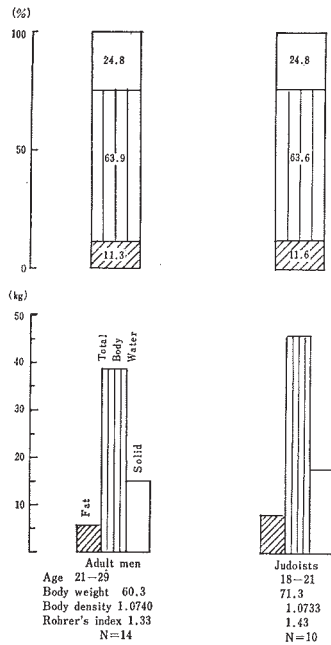 (%)
100
24.8
24.8
50
63.9
63.6
11.3
11.6
0
(kg)
50
40
30
20
10
Fat
Total
Body
Water
Solid
Adult men
Age 21-29
Body weight 60.3
Body density 1.0740
Rohrer's index 1.33
N=14
Judoists
18-21
71.3
1.0733
1.43
N=10